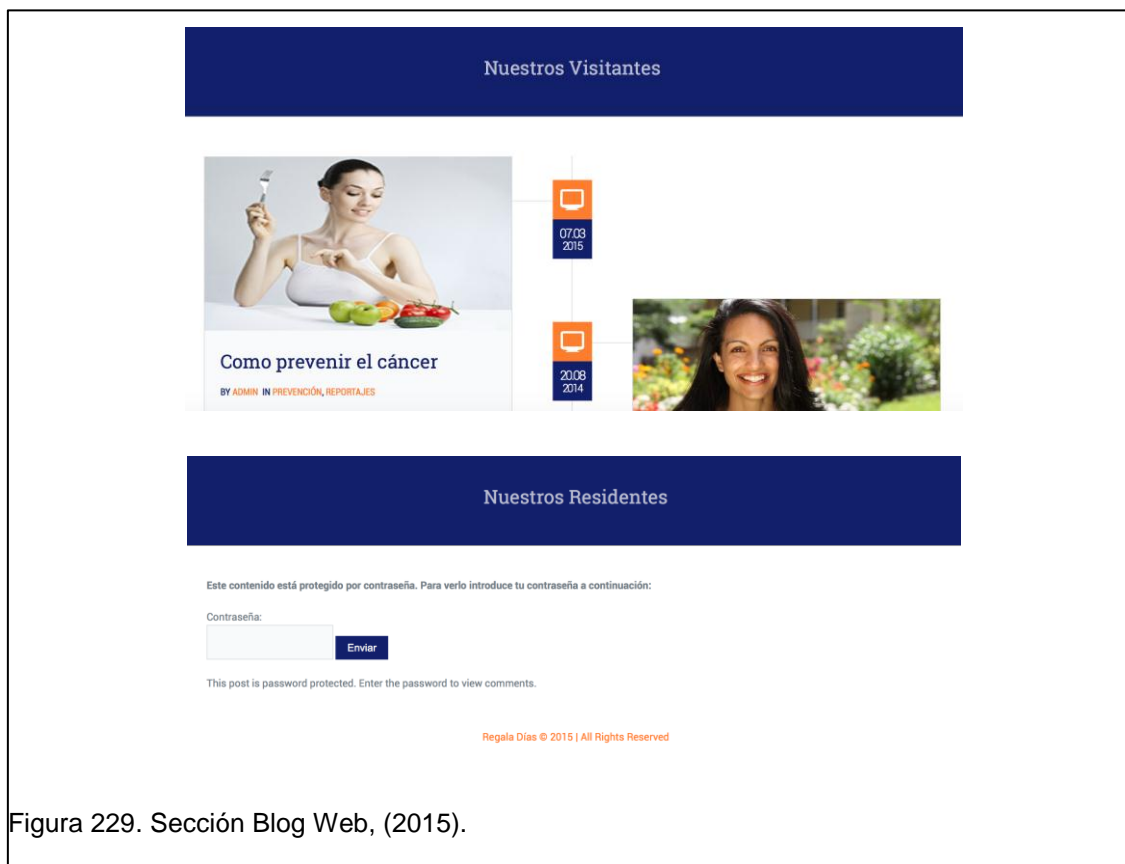 Nuestros Visitantes
07.03
2015
Como prevenir el cáncer
BY ADMIN IN PREVENCIÓN, REPORTAJES
20.08
2014
Nuestros Residentes
Este contenido está protegido por contraseña. Para verlo introduce tu contraseña a continuación:
Contraseña:
Enviar
This post is password protected. Enter the password to view comments.
Regala Días © 2015 | All Rights Reserved
Figura 229. Sección Blog Web, (2015).